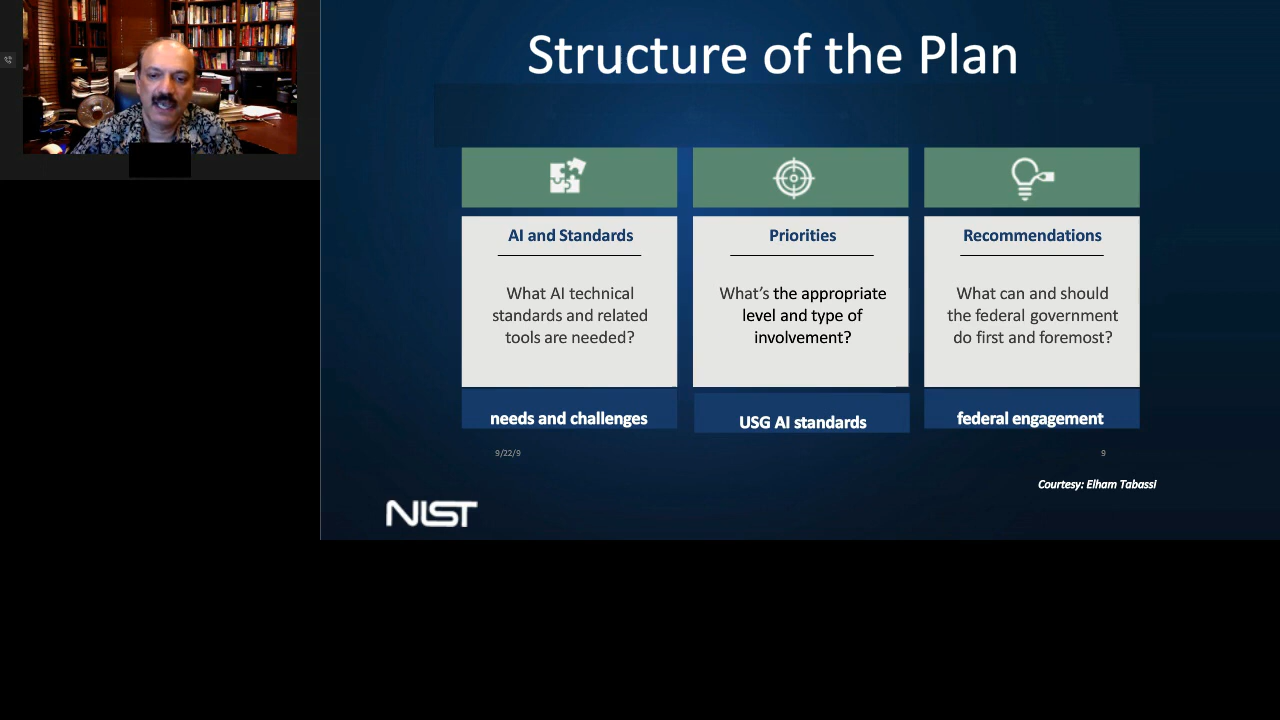 Structure of the Plan
AI and Standards
What AI technical
standards and related
tools are needed?
needs and challenges
Priorities
What's the appropriate
level and type of
involvement?
USG AI standards
Recommendations
What can and should
the federal government
do first and foremost?
federal engagement
9/22/9
9
Courtesy: Elham Tabassi
NIST